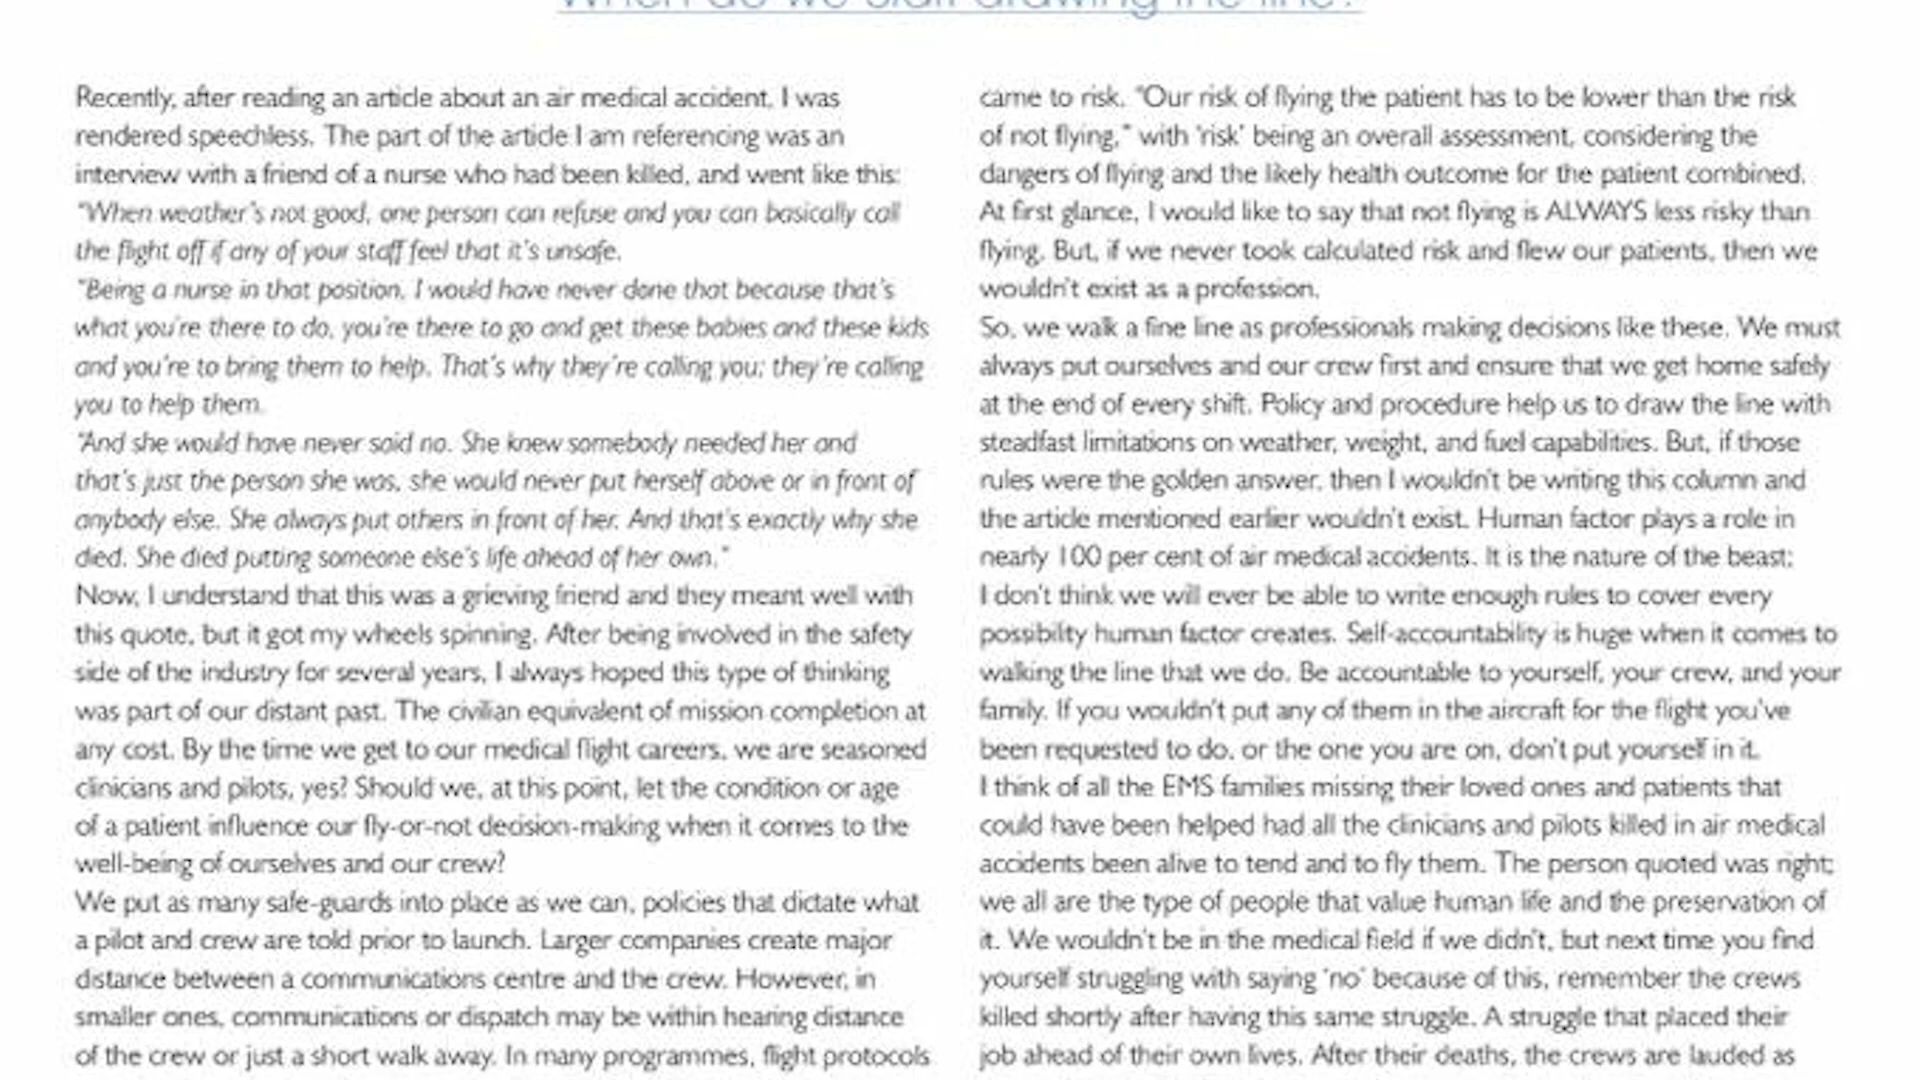 When do we start drawing the line?
Recently, after reading an article about an air medical accident, I was
rendered speechless. The part of the article I am referencing was an
interview with a friend of a nurse who had been killed, and went like this:
“When weather’s not good, one person can refuse and you can basically call
the flight off if any of your staff feel that it’s unsafe.
“Being a nurse in that position, I would have never done that because that’s
what you’re there to do, you’re there to go and get these babies and these kids
and you’re to bring them to help. That’s why they’re calling you; they’re calling
you to help them.
“And she would have never said no. She knew somebody needed her and
that’s just the person she was, she would never put herself above or in front of
anybody else. She always put others in front of her. And that’s exactly why she
died. She died putting someone else’s life ahead of her own.”
Now, I understand that this was a grieving friend and they meant well with
this quote, but it got my wheels spinning. After being involved in the safety
side of the industry for several years, I always hoped this type of thinking
was part of our distant past. The civilian equivalent of mission completion at
any cost. By the time we get to our medical flight careers, we are seasoned
clinicians and pilots, yes? Should we, at this point, let the condition or age
of a patient influence our fly-or-not decision-making when it comes to the
well-being of ourselves and our crew?
We put as many safe-guards into place as we can, policies that dictate what
a pilot and crew are told prior to launch. Larger companies create major
distance between a communications centre and the crew. However, in
smaller ones, communications or dispatch may be within hearing distance
of the crew or just a short walk away. In many programmes, flight protocols
came to risk. “Our risk of flying the patient has to be lower than the risk
of not flying,” with ‘risk’ being an overall assessment, considering the
dangers of flying and the likely health outcome for the patient combined.
At first glance, I would like to say that not flying is ALWAYS less risky than
flying. But, if we never took calculated risk and flew our patients, then we
wouldn’t exist as a profession.
So, we walk a fine line as professionals making decisions like these. We must
always put ourselves and our crew first and ensure that we get home safely
at the end of every shift. Policy and procedure help us to draw the line with
steadfast limitations on weather, weight, and fuel capabilities. But, if those
rules were the golden answer, then I wouldn’t be writing this column and
the article mentioned earlier wouldn’t exist. Human factor plays a role in
nearly 100 per cent of air medical accidents. It is the nature of the beast;
I don’t think we will ever be able to write enough rules to cover every
possibility human factor creates. Self-accountability is huge when it comes to
walking the line that we do. Be accountable to yourself, your crew, and your
family. If you wouldn’t put any of them in the aircraft for the flight you’ve
been requested to do, or the one you are on, don’t put yourself in it.
I think of all the EMS families missing their loved ones and patients that
could have been helped had all the clinicians and pilots killed in air medical
accidents been alive to tend and to fly them. The person quoted was right;
we all are the type of people that value human life and the preservation of
it. We wouldn’t be in the medical field if we didn’t, but next time you find
yourself struggling with saying ‘no’ because of this, remember the crews
killed shortly after having this same struggle. A struggle that placed their
job ahead of their own lives. After their deaths, the crews are lauded as